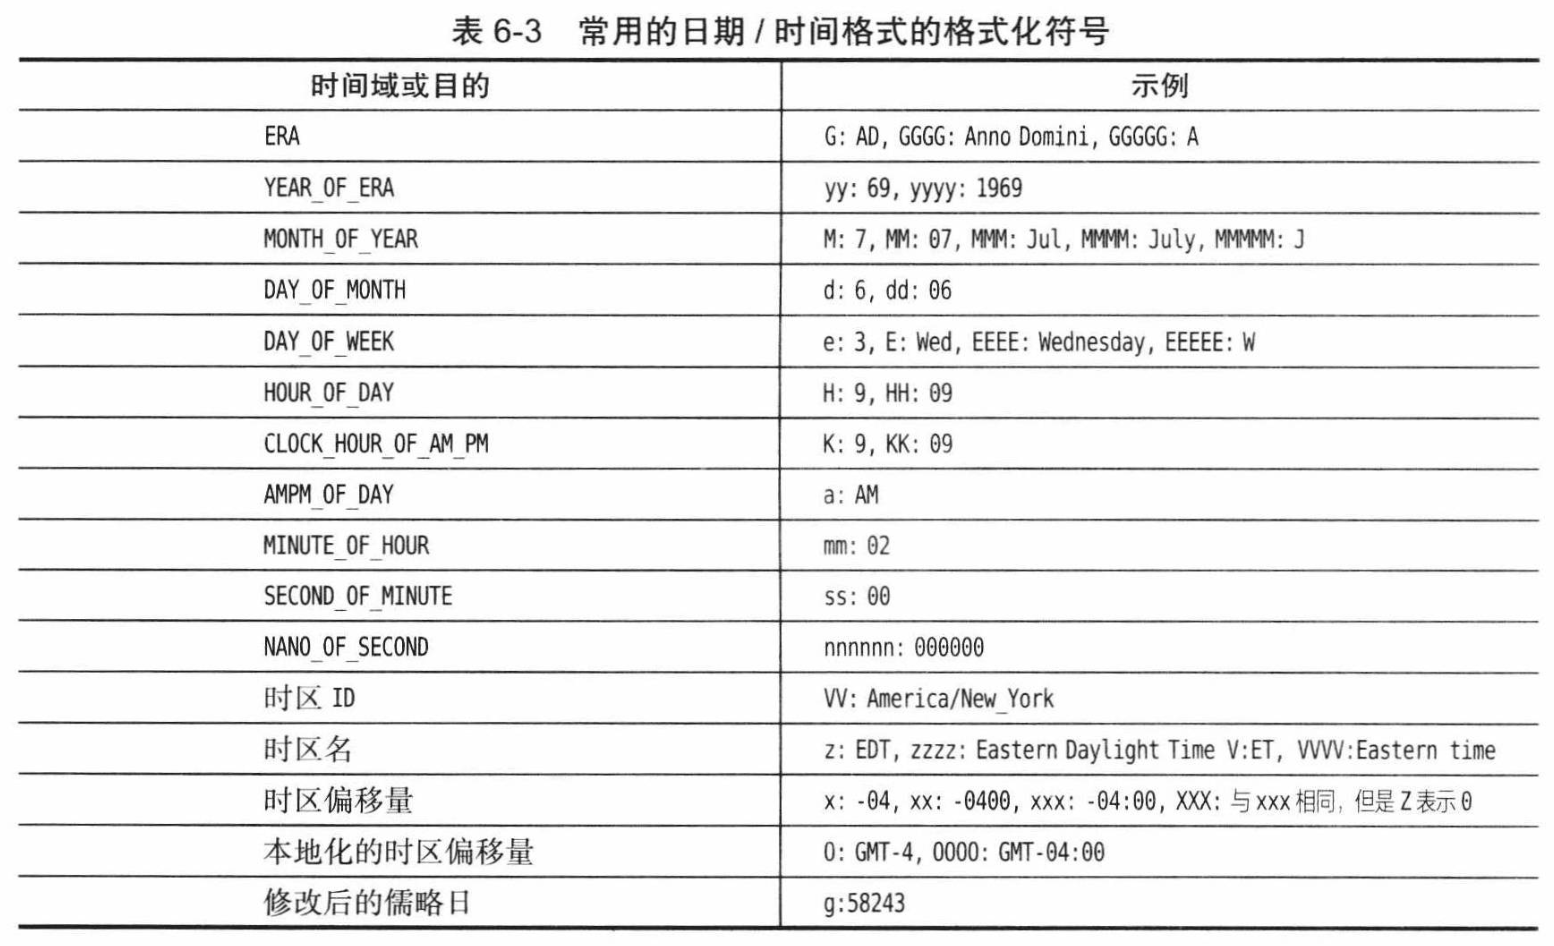 表 6-3 常用的日期 / 时间格式的格式化符号
时间域或目的 示例
ERA G: AD, GGGG: Anno Domini, GGGGG: A
YEAR_OF_ERA yy: 69, yyyy: 1969
MONTH_OF_YEAR M: 7, MM: 07, MMM: Jul, MMMM: July, MMMMM: J
DAY_OF_MONTH d: 6, dd: 06
DAY_OF_WEEK e: 3, E: Wed, EEEE: Wednesday, EEEEE: W
HOUR_OF_DAY H: 9, HH: 09
CLOCK_HOUR_OF_AM_PM K: 9, KK: 09
AMPM_OF_DAY a: AM
MINUTE_OF_HOUR mm: 02
SECOND_OF_MINUTE ss: 00
NANO_OF_SECOND nnnnnn: 000000
时区 ID VV: America/New_York
时区名 z: EDT, zzzz: Eastern Daylight Time V:ET, VVVV:Eastern time
时区偏移量 x: -04, xx: -0400, xxx: -04:00, XXX: 与 xxx 相同, 但是 Z 表示 0
本地化的时区偏移量 O: GMT-4, OOOO: GMT-04:00
修改后的儒略日 g:58243